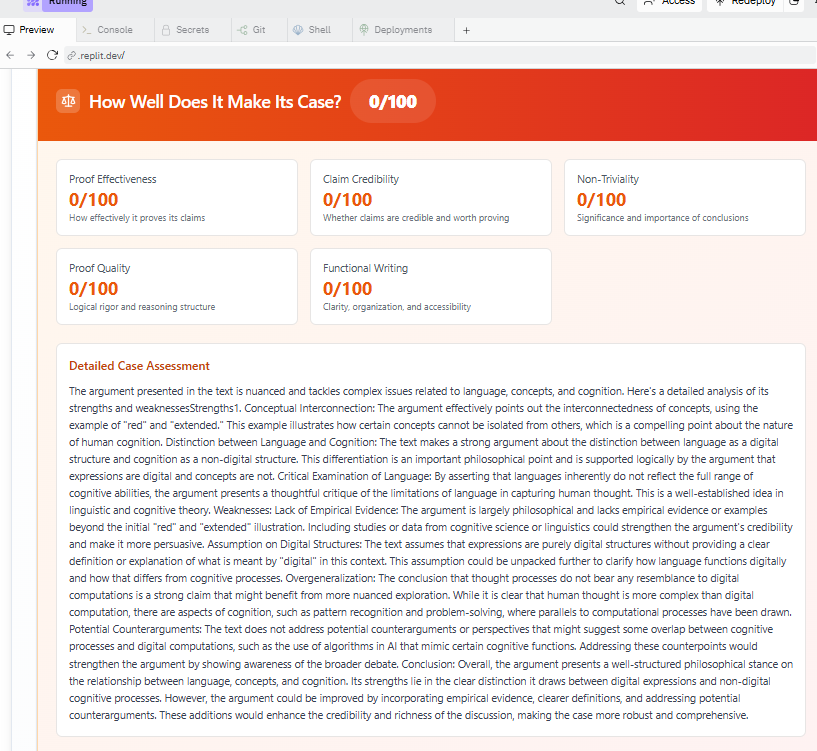 Running
Access
Redeploy
Preview
Console
Secrets
Git
Shell
Deployments
.replit.dev/
How Well Does It Make Its Case? 0/100
Proof Effectiveness
0/100
How effectively it proves its claims
Claim Credibility
0/100
Whether claims are credible and worth proving
Non-Triviality
0/100
Significance and importance of conclusions
Proof Quality
0/100
Logical rigor and reasoning structure
Functional Writing
0/100
Clarity, organization, and accessibility
Detailed Case Assessment
The argument presented in the text is nuanced and tackles complex issues related to language, concepts, and cognition. Here's a detailed analysis of its
strengths and weaknessesStrengths1. Conceptual Interconnection: The argument effectively points out the interconnectedness of concepts, using the
example of "red" and "extended." This example illustrates how certain concepts cannot be isolated from others, which is a compelling point about the nature
of human cognition. Distinction between Language and Cognition: The text makes a strong argument about the distinction between language as a digital
structure and cognition as a non-digital structure. This differentiation is an important philosophical point and is supported logically by the argument that
expressions are digital and concepts are not. Critical Examination of Language: By asserting that languages inherently do not reflect the full range of
cognitive abilities, the argument presents a thoughtful critique of the limitations of language in capturing human thought. This is a well-established idea in
linguistic and cognitive theory. Weaknesses: Lack of Empirical Evidence: The argument is largely philosophical and lacks empirical evidence or examples
beyond the initial "red" and "extended" illustration. Including studies or data from cognitive science or linguistics could strengthen the argument's credibility
and make it more persuasive. Assumption on Digital Structures: The text assumes that expressions are purely digital structures without providing a clear
definition or explanation of what is meant by "digital" in this context. This assumption could be unpacked further to clarify how language functions digitally
and how that differs from cognitive processes. Overgeneralization: The conclusion that thought processes do not bear any resemblance to digital
computations is a strong claim that might benefit from more nuanced exploration. While it is clear that human thought is more complex than digital
computation, there are aspects of cognition, such as pattern recognition and problem-solving, where parallels to computational processes have been drawn.
Potential Counterarguments: The text does not address potential counterarguments or perspectives that might suggest some overlap between cognitive
processes and digital computations, such as the use of algorithms in AI that mimic certain cognitive functions. Addressing these counterpoints would
strengthen the argument by showing awareness of the broader debate. Conclusion: Overall, the argument presents a well-structured philosophical stance on
the relationship between language, concepts, and cognition. Its strengths lie in the clear distinction it draws between digital expressions and non-digital
cognitive processes. However, the argument could be improved by incorporating empirical evidence, clearer definitions, and addressing potential
counterarguments. These additions would enhance the credibility and richness of the discussion, making the case more robust and comprehensive.